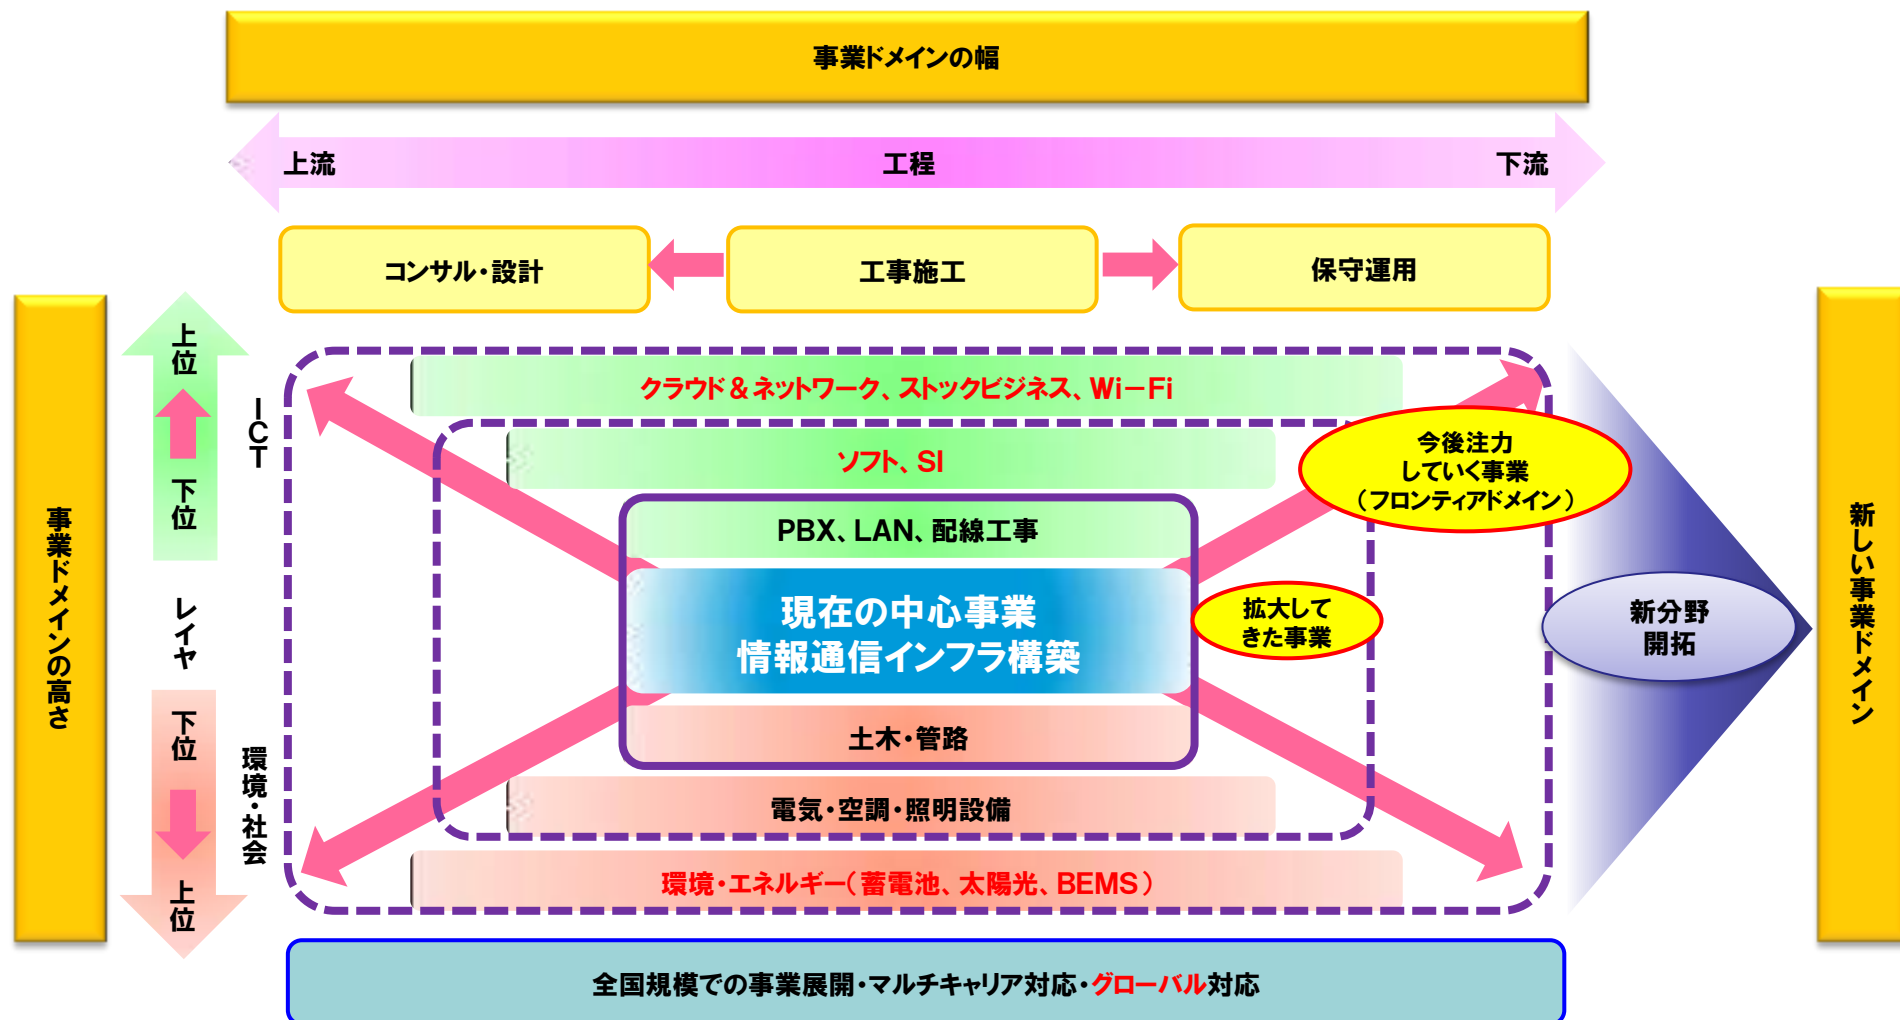 事業ドメインの幅
上流 工程 下流
コンサル・設計 工事施工 保守運用
事業ドメインの高さ
上位
下位
レイヤ
下位
上位
ICT
環境・社会
クラウド&ネットワーク、ストックビジネス、Wi-Fi
ソフト、SI
PBX、LAN、配線工事
現在の中心事業
情報通信インフラ構築
土木・管路
電気・空調・照明設備
環境・エネルギー(蓄電池、太陽光、BEMS)
今後注力
していく事業
(フロンティアドメイン)
拡大して
きた事業
新分野
開拓
新しい事業ドメイン
全国規模での事業展開・マルチキャリア対応・グローバル対応